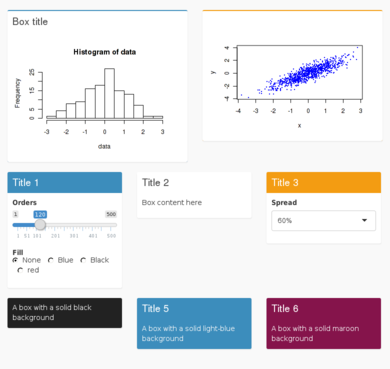 Box title
Histogram of data
Frequency
0 5 15 25
-3 -2 -1 0 1 2 3
data
y
-4 -2 0 2 4
-4 -3 -2 -1 0 1 2 3
x
Title 1
Orders
1 120 500
1 51 101 201 301 401 500
Fill
None Blue Black
red
Title 2
Box content here
Title 3
Spread
60%
A box with a solid black
background
Title 5
A box with a solid light-blue
background
Title 6
A box with a solid maroon
background